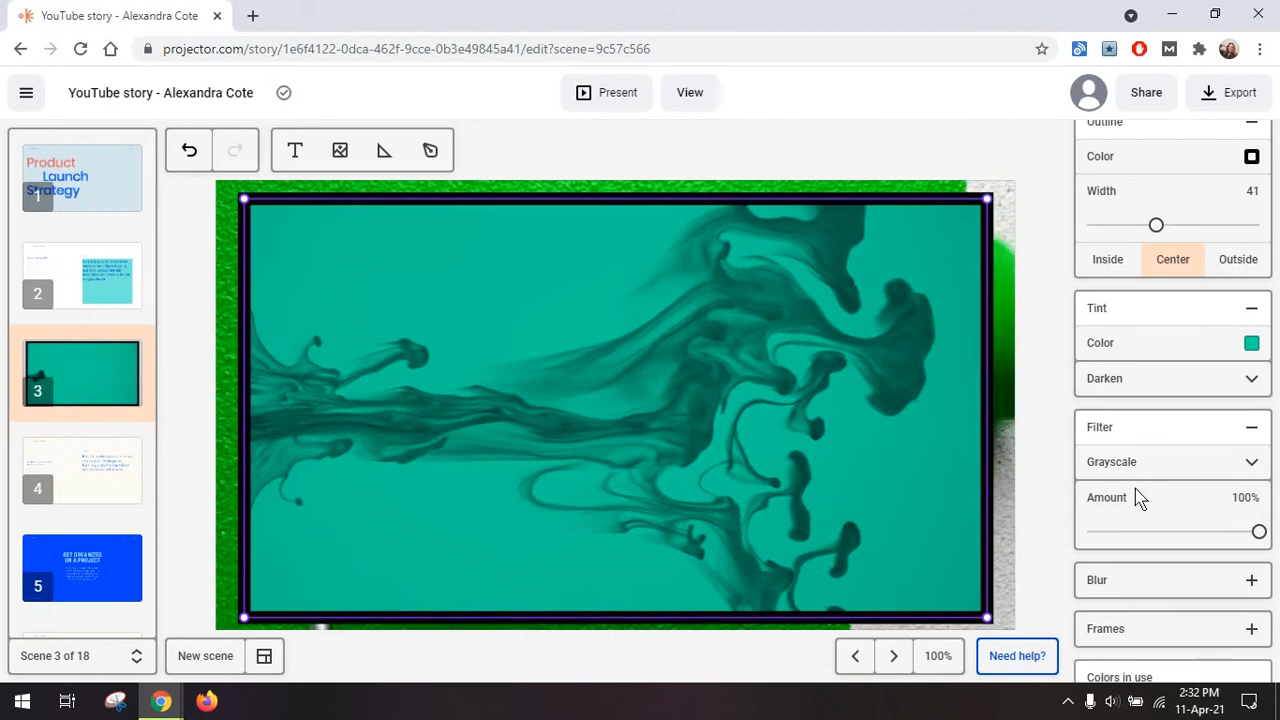 YouTube story - Alexandra Cote
projector.com/story/1e6f4122-0dca-462f-9cce-0b3e49845a41/edit?scene=9c57c566
YouTube story - Alexandra Cote
Present
View
Share
Export
Product
Launch
Strategy
1
2
3
4
GET ORGANIZED
ON A PROJECT
5
Outline
Color
Width 41
Inside Center Outside
Tint
Color
Darken
Filter
Grayscale
Amount 100%
Blur
Frames
Colors in use
Scene 3 of 18
New scene
100%
Need help?
2:32 PM
11-Apr-21